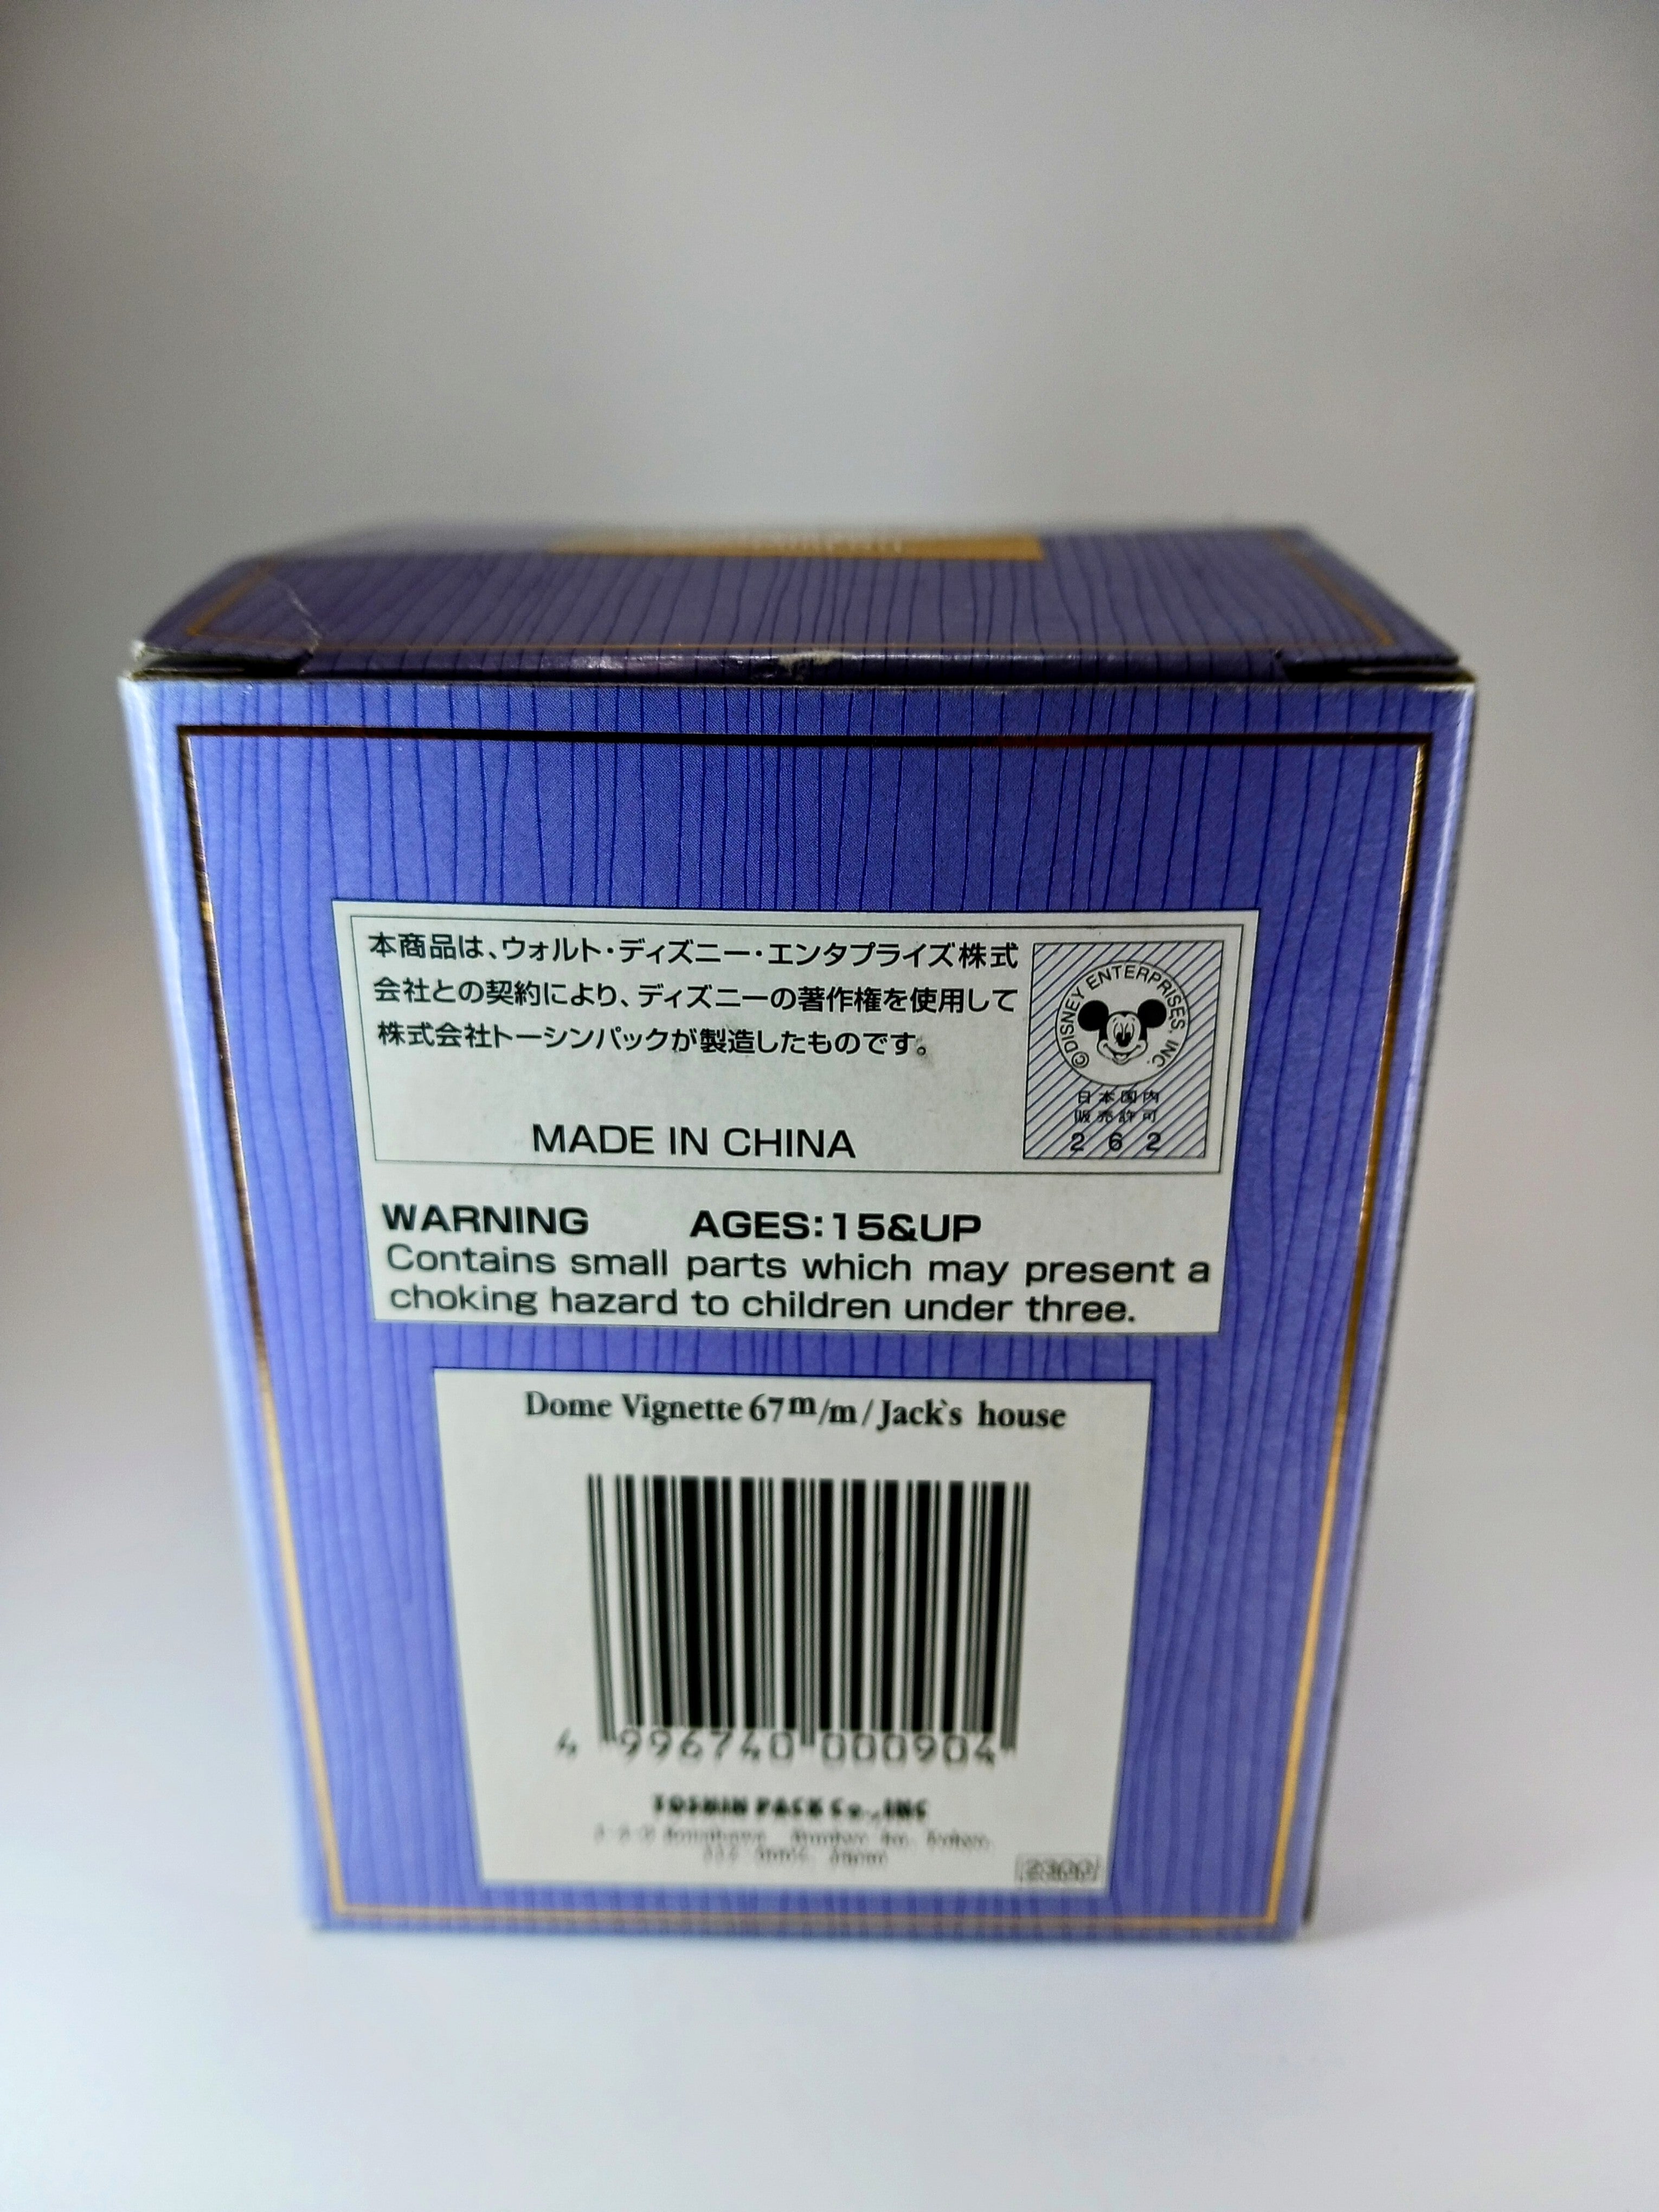 本商品は、ウォルト・ディズニー・エンタプライズ株式
会社との契約により、ディズニーの著作権を使用して
株式会社トーシンパックが製造したものです。
MADE IN CHINA
©DISNEY ENTERPRISES, INC.
日本国内
販売許可
262
WARNING AGES:15&UP
Contains small parts which may present a
choking hazard to children under three.
Dome Vignette 67m/m/Jack`s house
4 996740 000904
TOSHIN PACK Co.,INC
Japan
2300